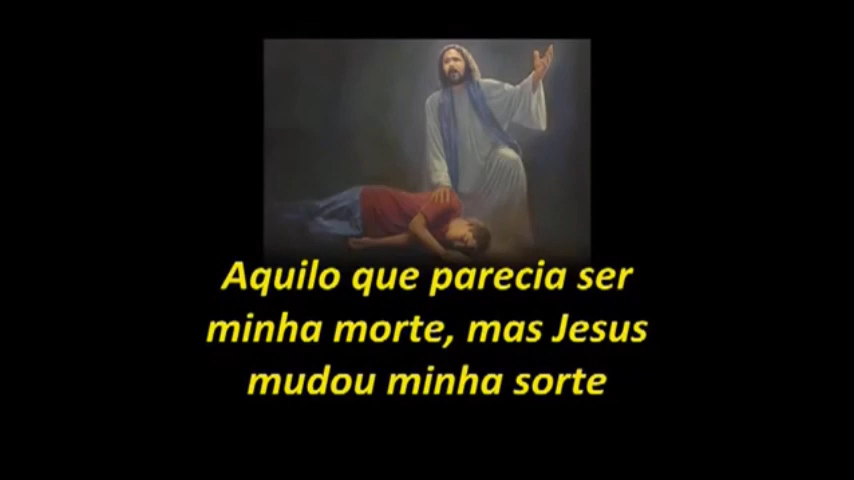 Aquilo que parecia ser
minha morte, mas Jesus
mudou minha sorte